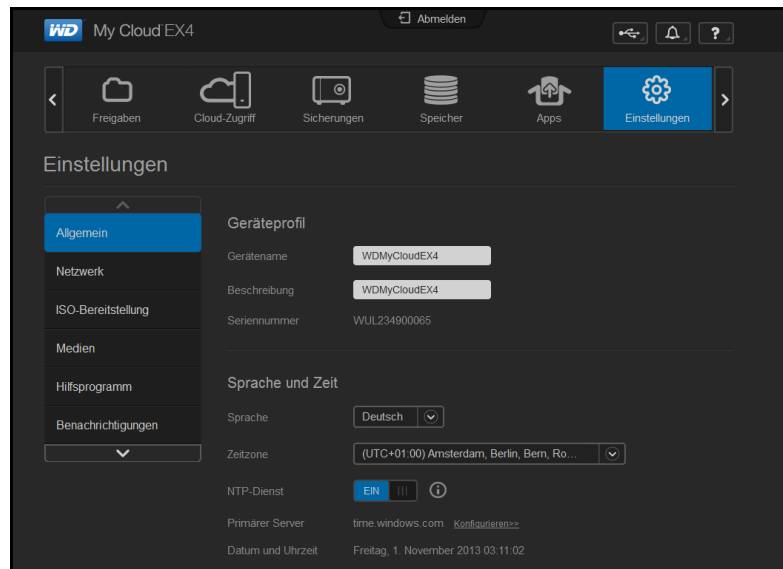 WD My Cloud EX4
Abmelden
?
Freigaben
Cloud-Zugriff
Sicherungen
Speicher
Apps
Einstellungen
Einstellungen
Allgemein
Netzwerk
ISO-Bereitstellung
Medien
Hilfsprogramm
Benachrichtigungen
Geräteprofil
Gerätename WDMyCloudEX4
Beschreibung WDMyCloudEX4
Seriennummer WUL234900065
Sprache und Zeit
Sprache Deutsch
Zeitzone (UTC+01:00) Amsterdam, Berlin, Bern, Ro...
NTP-Dienst EIN
Primärer Server time.windows.com Konfigurieren>>
Datum und Uhrzeit Freitag, 1. November 2013 03:11:02